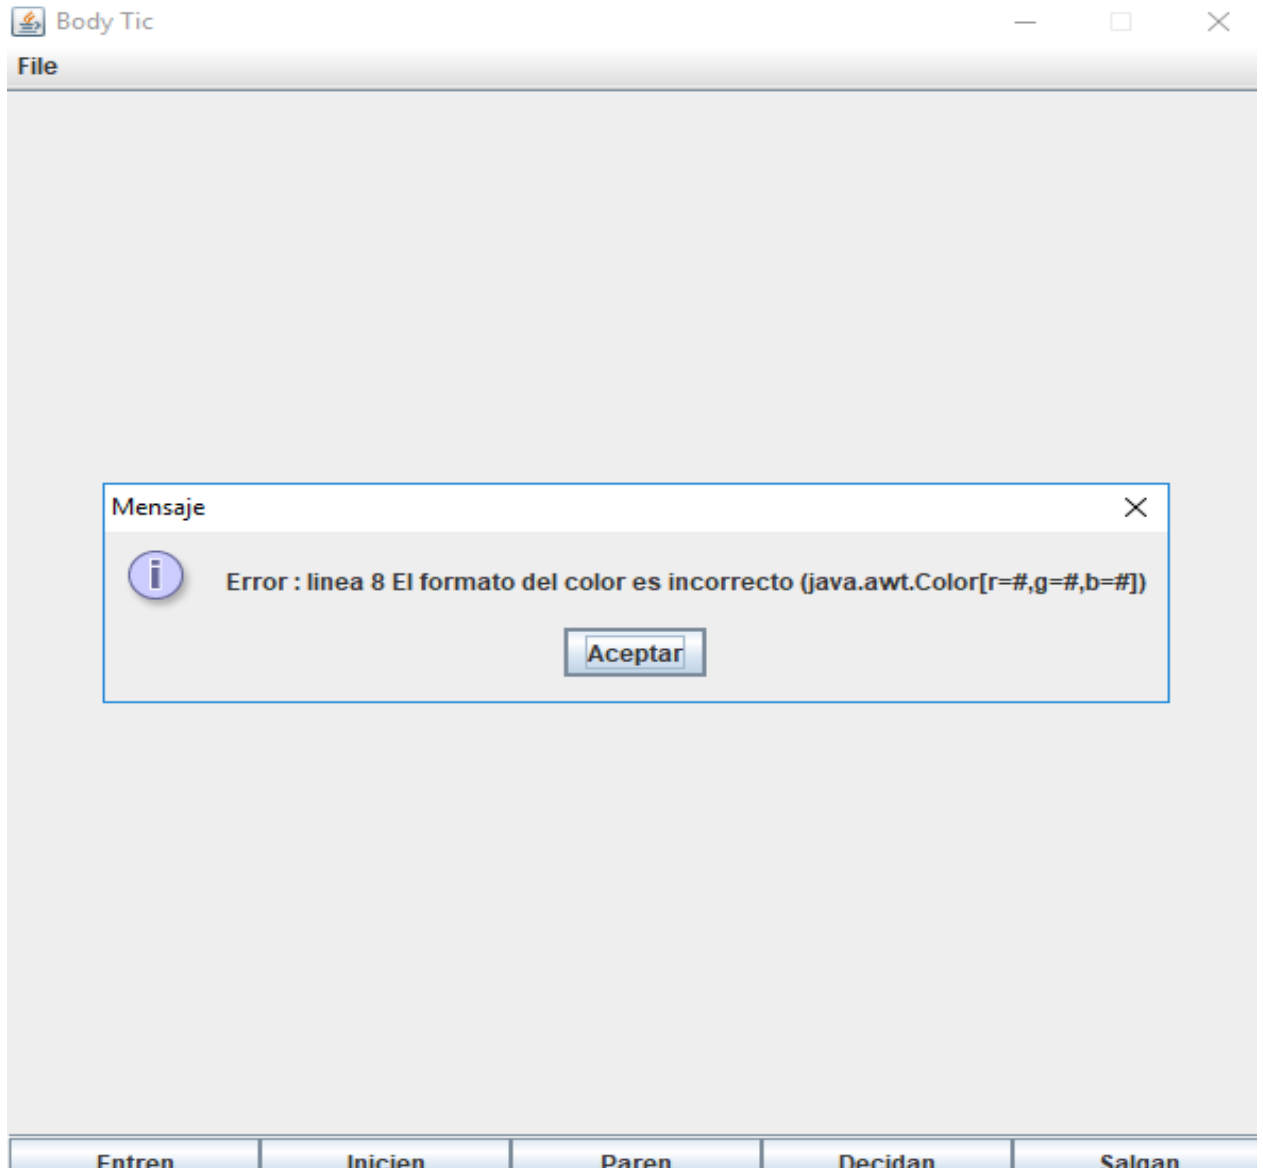 Body Tic
File
Mensaje
Error : linea 8 El formato del color es incorrecto (java.awt.Color[r=#,g=#,b=#])
Aceptar
Entren Inicien Paren Decidan Salgan